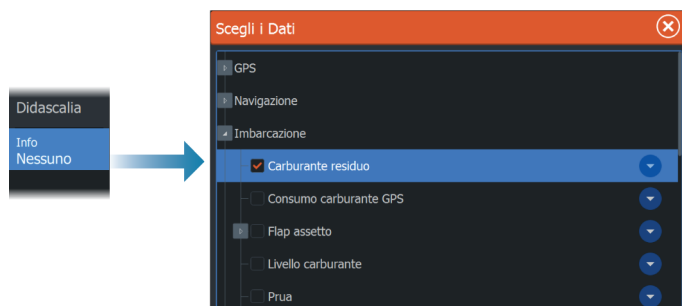 Scegli i Dati
GPS
Navigazione
Didascalia
Imbarcazione
Info
Nessuno
Carburante residuo
Consumo carburante GPS
Flap assetto
Livello carburante
Prua